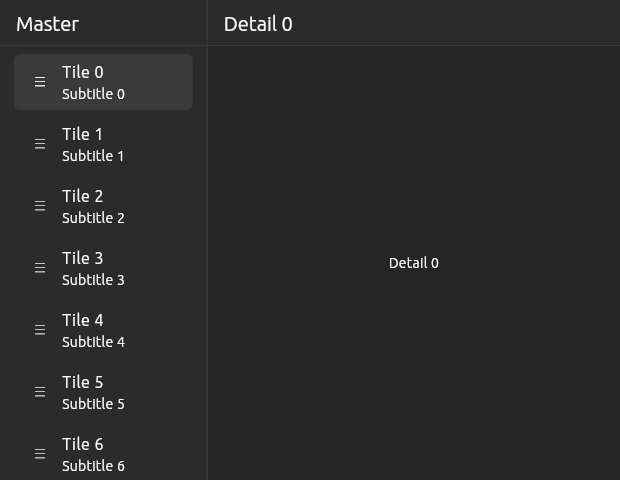 Master
Detail 0
Tile 0
Subtitle 0
Tile 1
Subtitle 1
Tile 2
Subtitle 2
Tile 3
Subtitle 3
Tile 4
Subtitle 4
Tile 5
Subtitle 5
Tile 6
Subtitle 6
Detail 0